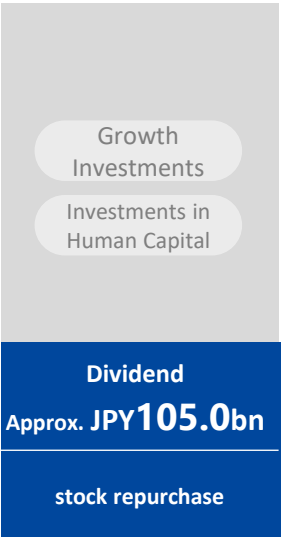 Growth
Investments
Investments in
Human Capital
Dividend
Approx. JPY105.0bn
stock repurchase